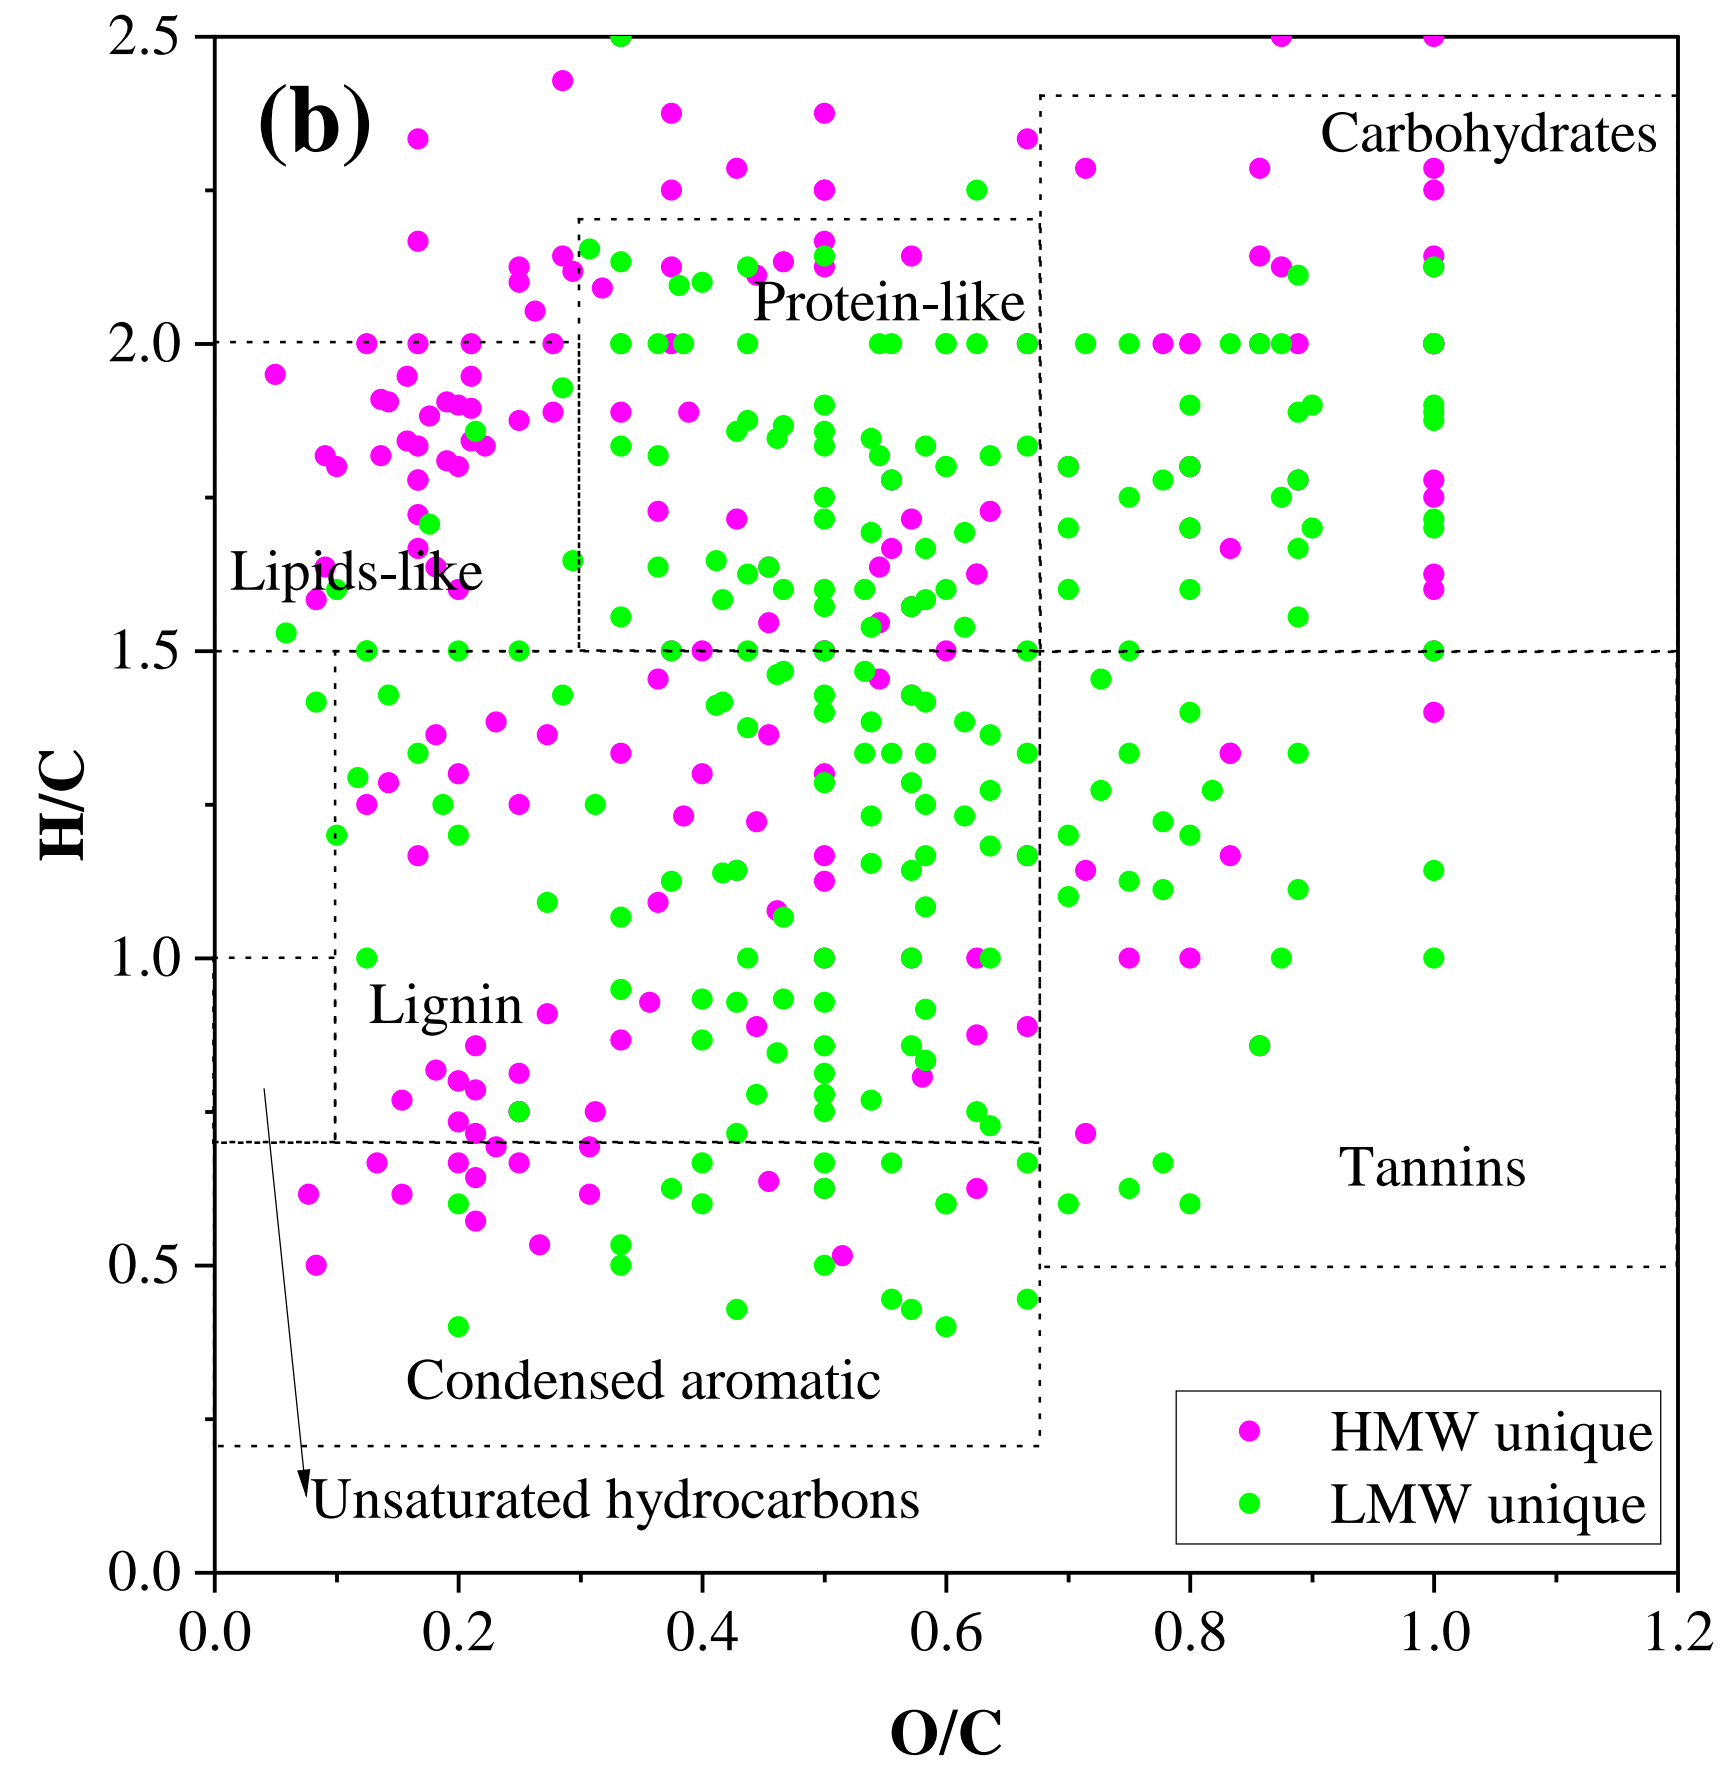 2.5
(b)
Carbohydrates
Protein-like
2.0
Lipids-like
1.5
H/C
1.0
Lignin
Tannins
0.5
Condensed aromatic
HMW unique
Unsaturated hydrocarbons
LMW unique
0.0
0.0 0.2 0.4 0.6 0.8 1.0 1.2
O/C